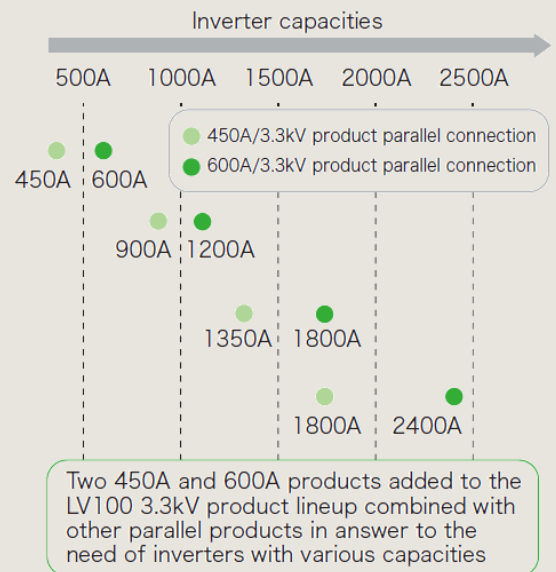 Inverter capacities
500A 1000A 1500A 2000A 2500A
450A/3.3kV product parallel connection
600A/3.3kV product parallel connection
450A 600A
900A 1200A
1350A 1800A
1800A 2400A
Two 450A and 600A products added to the
LV100 3.3kV product lineup combined with
other parallel products in answer to the
need of inverters with various capacities